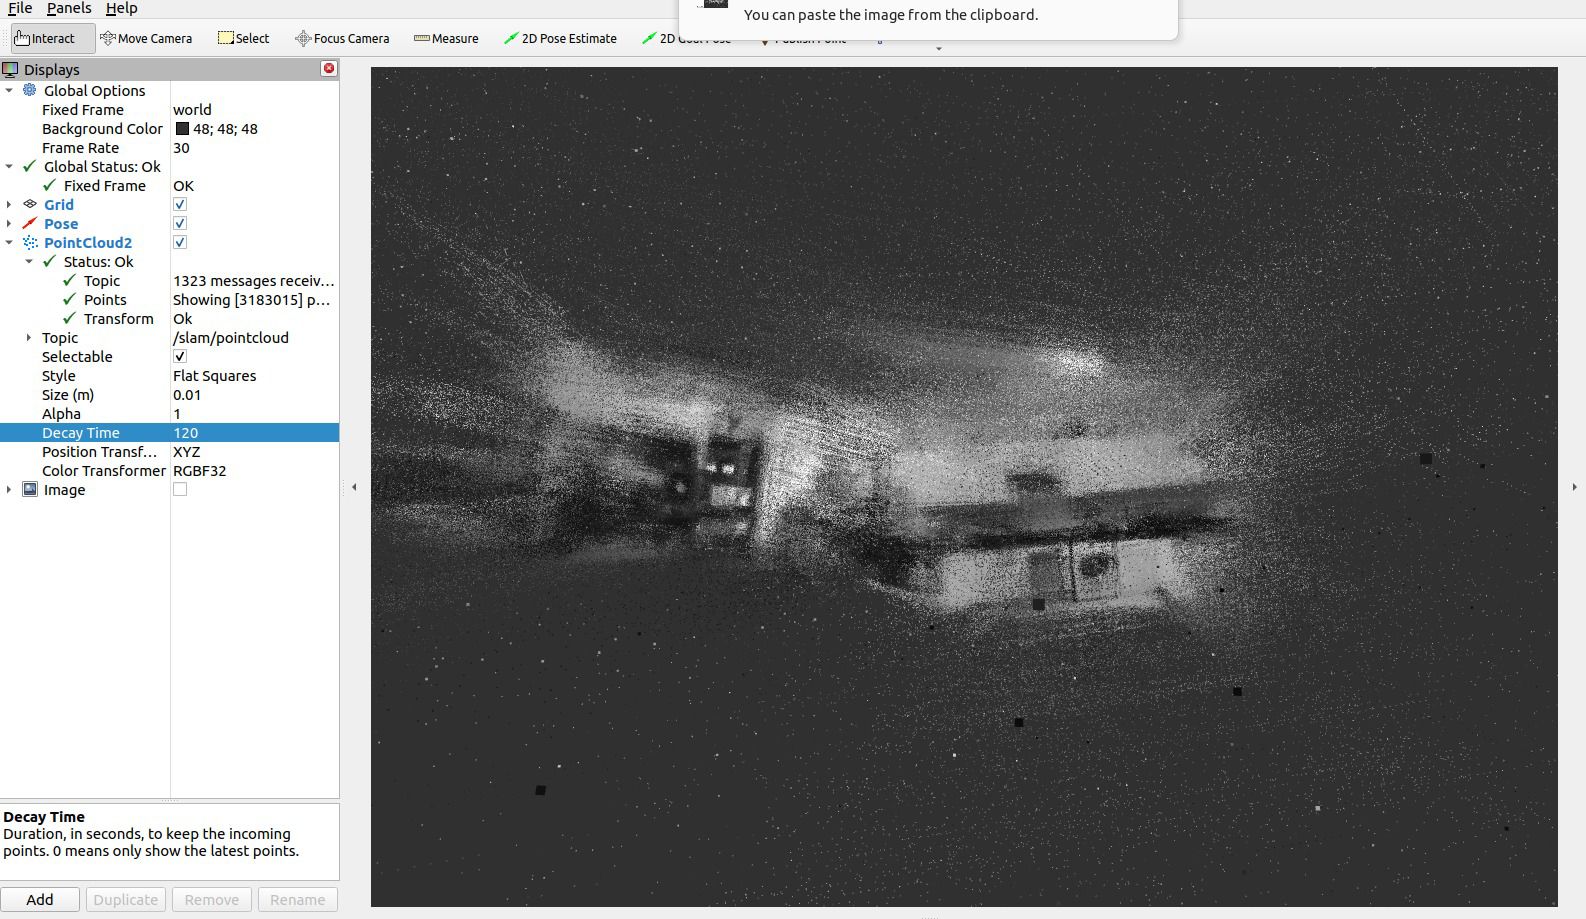 File Panels Help
You can paste the image from the clipboard.
Interact Move Camera Select Focus Camera Measure 2D Pose Estimate 2D Goal Pose Publish Point
Displays
Global Options
Fixed Frame world
Background Color 48; 48; 48
Frame Rate 30
Global Status: Ok
Fixed Frame OK
Grid
Pose
PointCloud2
Status: Ok
Topic 1323 messages receiv...
Points Showing [3183015] p...
Transform Ok
Topic /slam/pointcloud
Selectable
Style Flat Squares
Size (m) 0.01
Alpha 1
Decay Time 120
Position Transf... XYZ
Color Transformer RGBF32
Image
Decay Time
Duration, in seconds, to keep the incoming
points. 0 means only show the latest points.
Add Duplicate Remove Rename